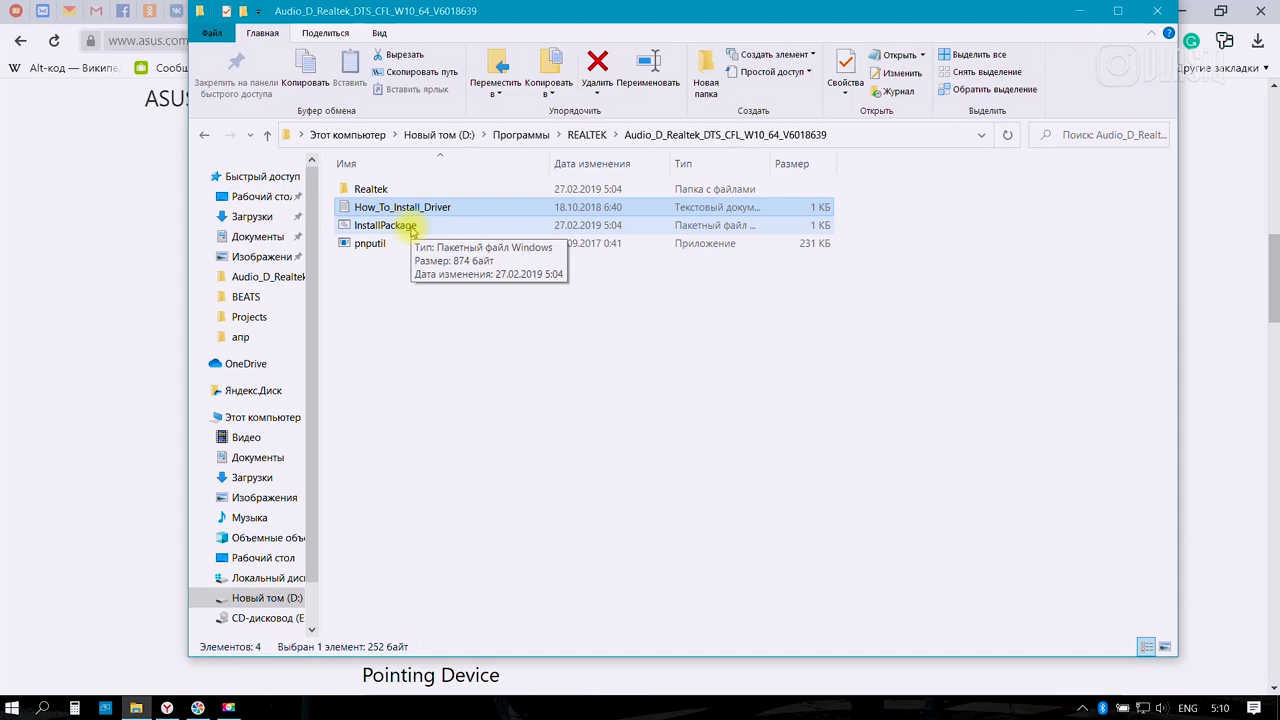 Audio_D_Realtek_DTS_CFL_W10_64_V6018639
Файл
Главная
Поделиться
Вид
www.asus.com
Alt-код — Википе
Сообщ
Другие закладки
ASUS
Закрепить на панели
быстрого доступа
Копировать
Вставить
Вырезать
Скопировать путь
Вставить ярлык
Буфер обмена
Переместить
в
Копировать
в
Удалить
Переименовать
Упорядочить
Новая
папка
Создать элемент
Простой доступ
Создать
Свойства
Открыть
Изменить
Журнал
Открыть
Выделить все
Снять выделение
Обратить выделение
Выделить
Этот компьютер
Новый том (D:)
Программы
REALTEK
Audio_D_Realtek_DTS_CFL_W10_64_V6018639
Поиск: Audio_D_Realt...
Имя
Дата изменения
Тип
Размер
Realtek
27.02.2019 5:04
Папка с файлами
How_To_Install_Driver
18.10.2018 6:40
Текстовый докум...
1 КБ
InstallPackage
27.02.2019 5:04
Пакетный файл ...
1 КБ
pnputil
.09.2017 0:41
Приложение
231 КБ
Тип: Пакетный файл Windows
Размер: 874 байт
Дата изменения: 27.02.2019 5:04
Быстрый доступ
Рабочий стол
Загрузки
Документы
Изображени
Audio_D_Realtek
BEATS
Projects
апр
OneDrive
Яндекс.Диск
Этот компьютер
Видео
Документы
Загрузки
Изображения
Музыка
Объемные объ
Рабочий стол
Локальный дис
Новый том (D:)
CD-дисковод (E
Элементов: 4
Выбран 1 элемент: 252 байт
Pointing Device
ENG
5:10